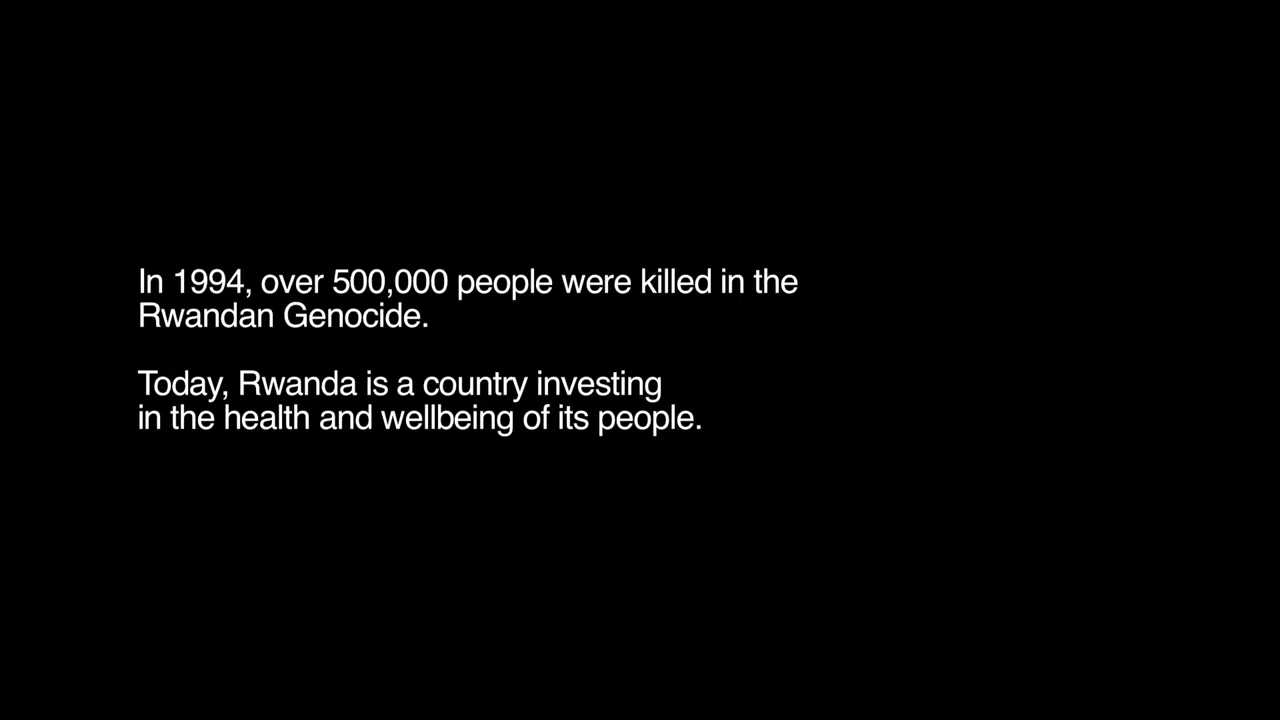 In 1994, over 500,000 people were killed in the
Rwandan Genocide.
Today, Rwanda is a country investing
in the health and wellbeing of its people.